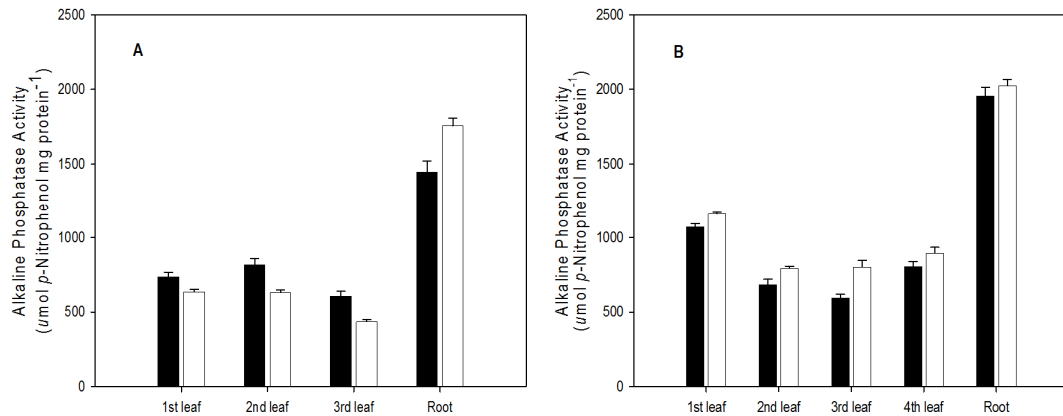 A
Alkaline Phosphatase Activity
(umol p-Nitrophenol mg protein⁻¹)
2500
2000
1500
1000
500
0
1st leaf 2nd leaf 3rd leaf Root
B
Alkaline Phosphatase Activity
(umol p-Nitrophenol mg protein⁻¹)
2500
2000
1500
1000
500
0
1st leaf 2nd leaf 3rd leaf 4th leaf Root